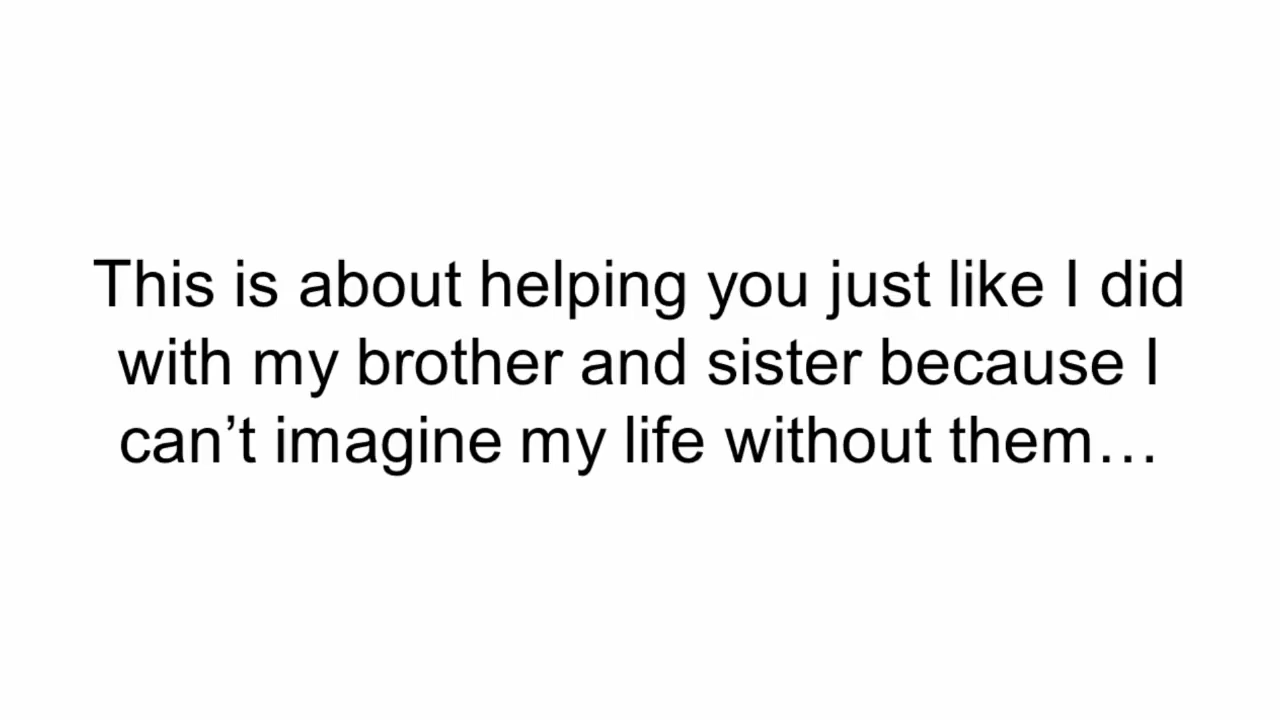 This is about helping you just like I did
with my brother and sister because I
can’t imagine my life without them…